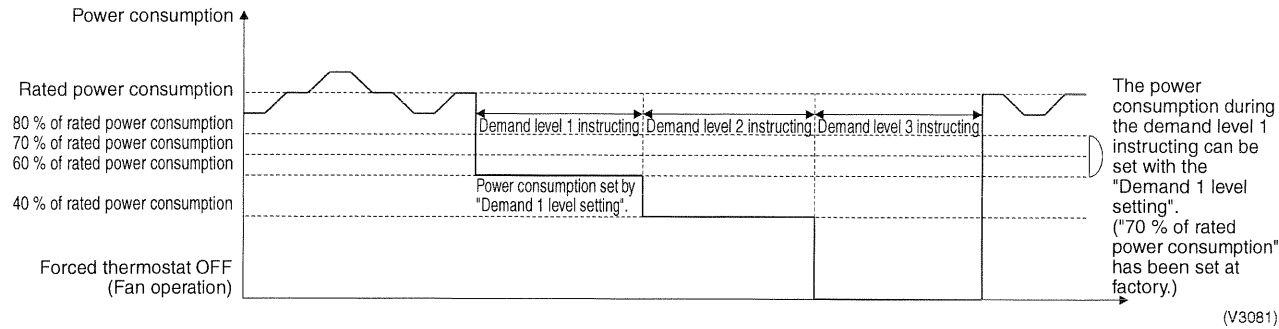 Power consumption
Rated power consumption
80 % of rated power consumption
70 % of rated power consumption
60 % of rated power consumption
40 % of rated power consumption
Forced thermostat OFF
(Fan operation)
Demand level 1 instructing
Demand level 2 instructing
Demand level 3 instructing
Power consumption set by
"Demand 1 level setting".
The power
consumption during
the demand level 1
instructing can be
set with the
"Demand 1 level
setting".
("70 % of rated
power consumption"
has been set at
factory.)
(V3081)